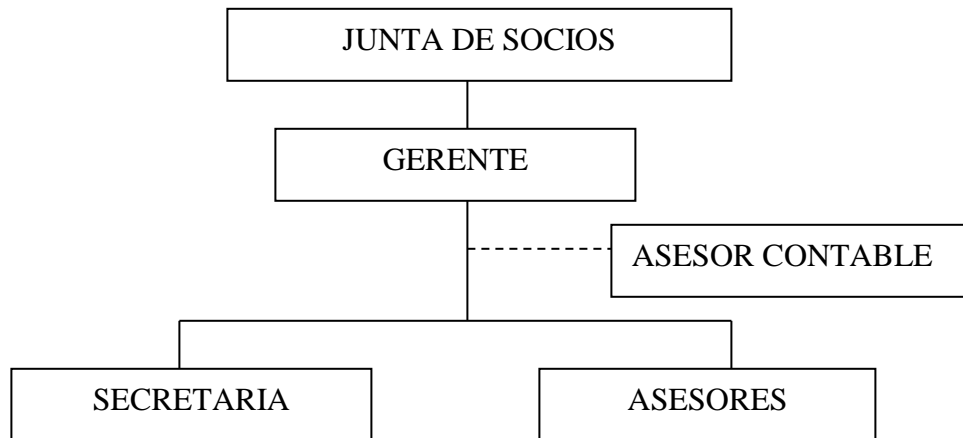 JUNTA DE SOCIOS
GERENTE
ASESOR CONTABLE
SECRETARIA
ASESORES